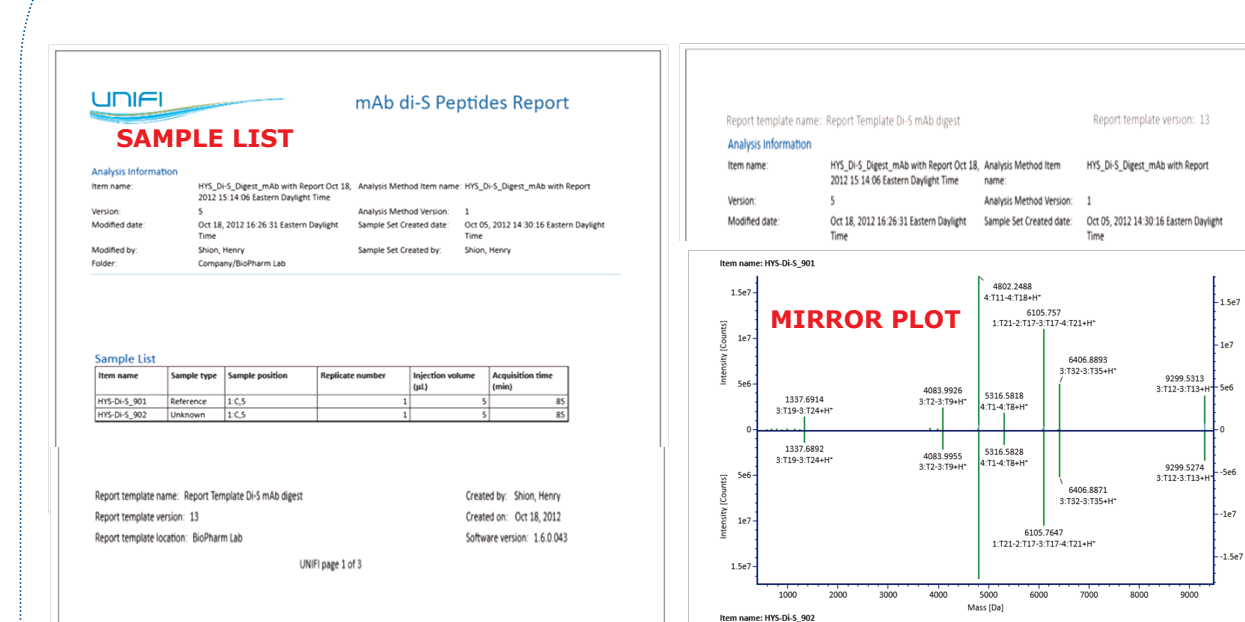 UNIFI
mAb di-S Peptides Report
SAMPLE LIST
Analysis Information
Item name: HYS_Di-S_Digest_mAb with Report Oct 18, 2012 15:14:06 Eastern Daylight Time Analysis Method Item name: HYS_Di-S_Digest_mAb with Report
Version: 5 Analysis Method Version: 1
Modified date: Oct 18, 2012 16:26:31 Eastern Daylight Time Sample Set Created date: Oct 05, 2012 14:30:16 Eastern Daylight Time
Modified by: Shion, Henry Sample Set Created by: Shion, Henry
Folder: Company/BioPharm Lab
Sample List
Item name Sample type Sample position Replicate number Injection volume (µL) Acquisition time (min)
HYS-Di-S_901 Reference 1:C,5 1 5 85
HYS-Di-S_902 Unknown 1:C,5 1 5 85
Report template name: Report Template Di-S mAb digest Created by: Shion, Henry
Report template version: 13 Created on: Oct 18, 2012
Report template location: BioPharm Lab Software version: 1.6.0.043
UNIFI page 1 of 3
Report template name: Report Template Di-S mAb digest Report template version: 13
Analysis Information
Item name: HYS_Di-S_Digest_mAb with Report Oct 18, 2012 15:14:06 Eastern Daylight Time Analysis Method Item name: HYS_Di-S_Digest_mAb with Report
Version: 5 Analysis Method Version: 1
Modified date: Oct 18, 2012 16:26:31 Eastern Daylight Time Sample Set Created date: Oct 05, 2012 14:30:16 Eastern Daylight Time
Item name: HYS-Di-S_901
MIRROR PLOT
Intensity [Counts]
1.5e7
1e7
5e6
0
5e6
1e7
1.5e7
Intensity [Counts]
1337.6914
3:T19-3:T24+H⁺
4083.9926
3:T2-3:T9+H⁺
4802.2488
4:T11-4:T18+H⁺
5316.5818
4:T1-4:T8+H⁺
6105.757
1:T21-2:T17-3:T17-4:T21+H⁺
6406.8893
3:T32-3:T35+H⁺
9299.5313
3:T12-3:T13+H⁺
1337.6892
3:T19-3:T24+H⁺
4083.9955
3:T2-3:T9+H⁺
5316.5828
4:T1-4:T8+H⁺
6406.8871
3:T32-3:T35+H⁺
6105.7647
1:T21-2:T17-3:T17-4:T21+H⁺
9299.5274
3:T12-3:T13+H⁺
1.5e7
1e7
5e6
0
-5e6
-1e7
-1.5e7
1000 2000 3000 4000 5000 6000 7000 8000 9000
Mass [Da]
Item name: HYS-Di-S_902